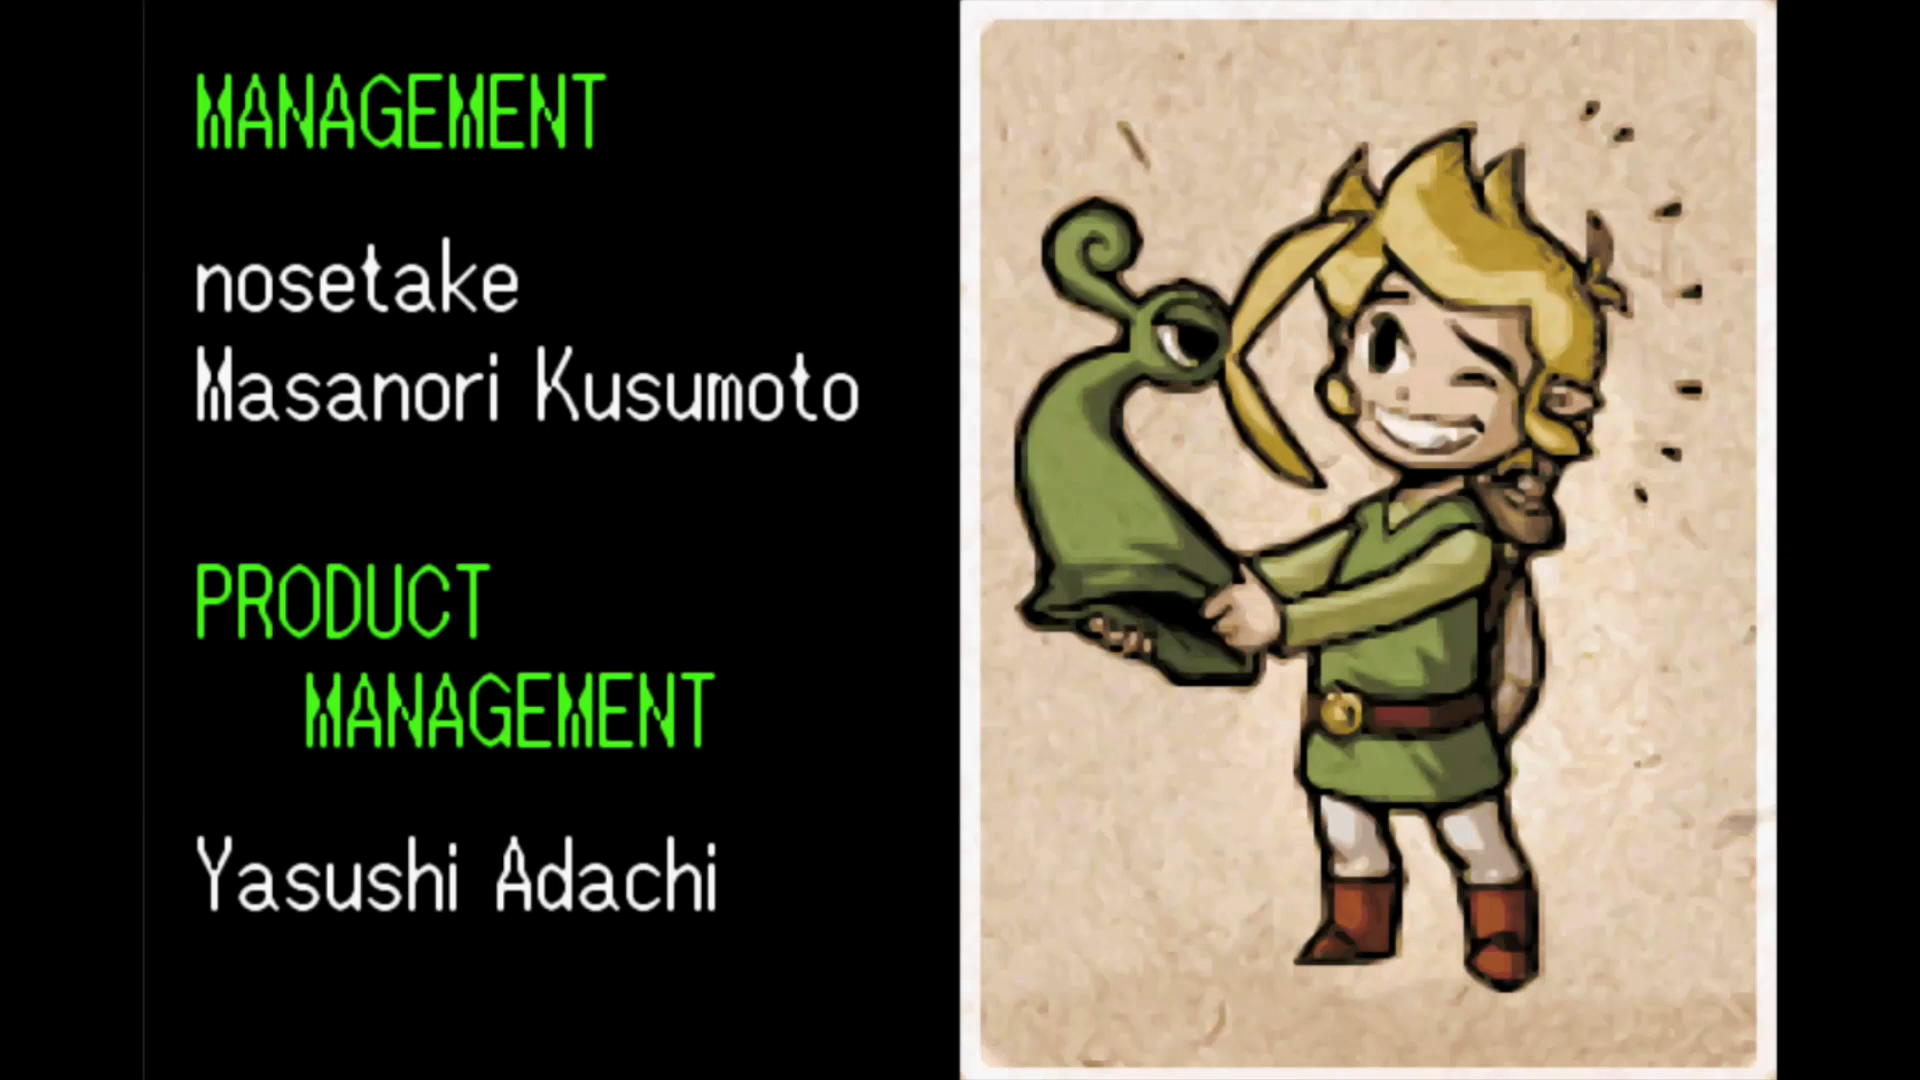 MANAGEMENT
nosetake
Masanori Kusumoto
PRODUCT
MANAGEMENT
Yasushi Adachi